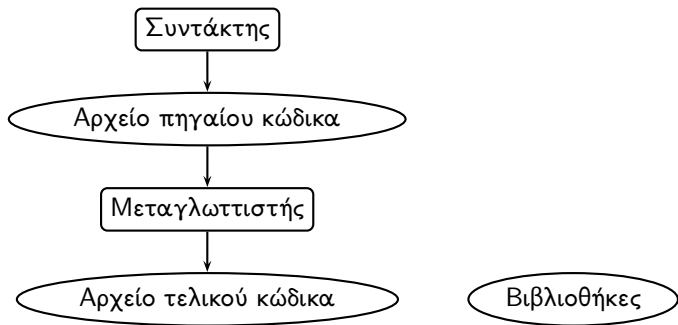 Συντάκτης
Αρχείο πηγαίου κώδικα
Μεταγλωττιστής
Αρχείο τελικού κώδικα
Βιβλιοθήκες